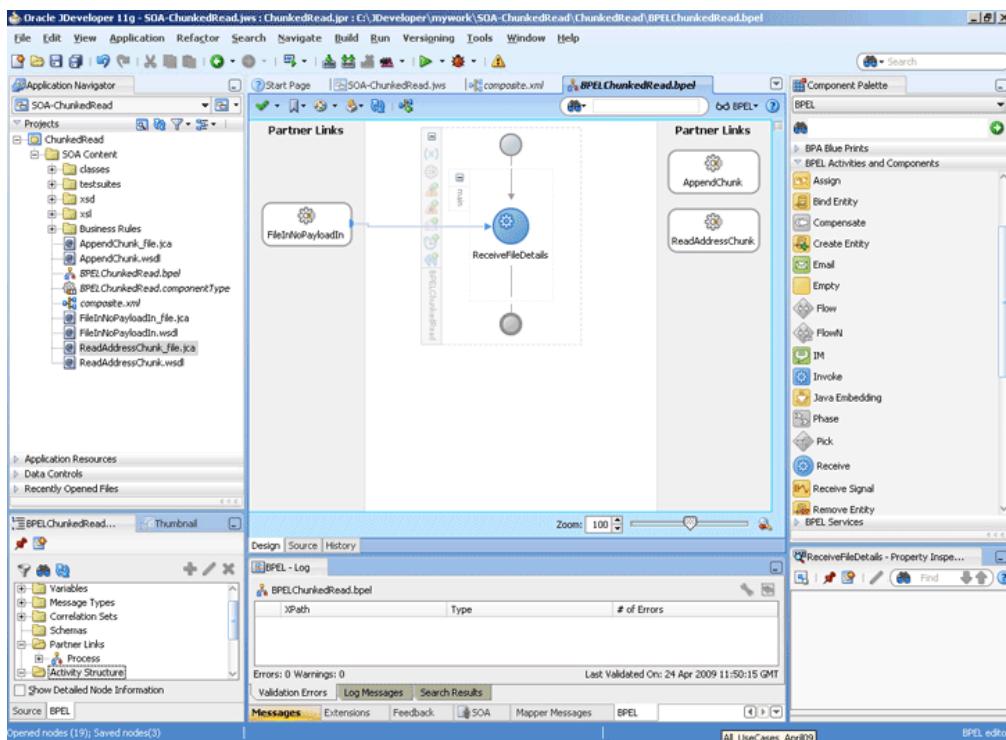 Oracle JDeveloper 11g - SOA-ChunkedRead.jws : ChunkedRead.jpr : C:\JDeveloper\mywork\SOA-ChunkedRead\ChunkedRead\BPELChunkedRead.bpel
File Edit View Application Refactor Search Navigate Build Run Versioning Tools Window Help
Search
Application Navigator
SOA-ChunkedRead
Projects
ChunkedRead
SOA Content
classes
testsuites
xsd
xsl
Business Rules
AppendChunk_file.jca
AppendChunk.wsdl
BPELChunkedRead.bpel
BPELChunkedRead.componentType
composite.xml
FileInNoPayloadIn_file.jca
FileInNoPayloadIn.wsdl
ReadAddressChunk_file.jca
ReadAddressChunk.wsdl
Application Resources
Data Controls
Recently Opened Files
BPELChunkedRead... Thumbnail
Variables
Message Types
Correlation Sets
Schemas
Partner Links
Process
Activity Structure
Show Detailed Node Information
Source BPEL
Start Page SOA-ChunkedRead.jws composite.xml BPELChunkedRead.bpel
BPEL
Partner Links
FileInNoPayloadIn
main
BPELChunkedRead
ReceiveFileDetails
Partner Links
AppendChunk
ReadAddressChunk
Zoom: 100
Design Source History
BPEL - Log
BPELChunkedRead.bpel
XPath Type # of Errors
Errors: 0 Warnings: 0 Last Validated On: 24 Apr 2009 11:50:15 GMT
Validation Errors Log Messages Search Results
Messages Extensions Feedback SOA Mapper Messages BPEL
Component Palette
BPEL
BPA Blue Prints
BPEL Activities and Components
Assign
Bind Entity
Compensate
Create Entity
Email
Empty
Flow
FlowN
IM
Invoke
Java Embedding
Phase
Pick
Receive
Receive Signal
Remove Entity
BPEL Services
ReceiveFileDetails - Property Inspe...
Find
Opened nodes (19); Saved nodes(3)
All_UseCases_April09
BPEL edito